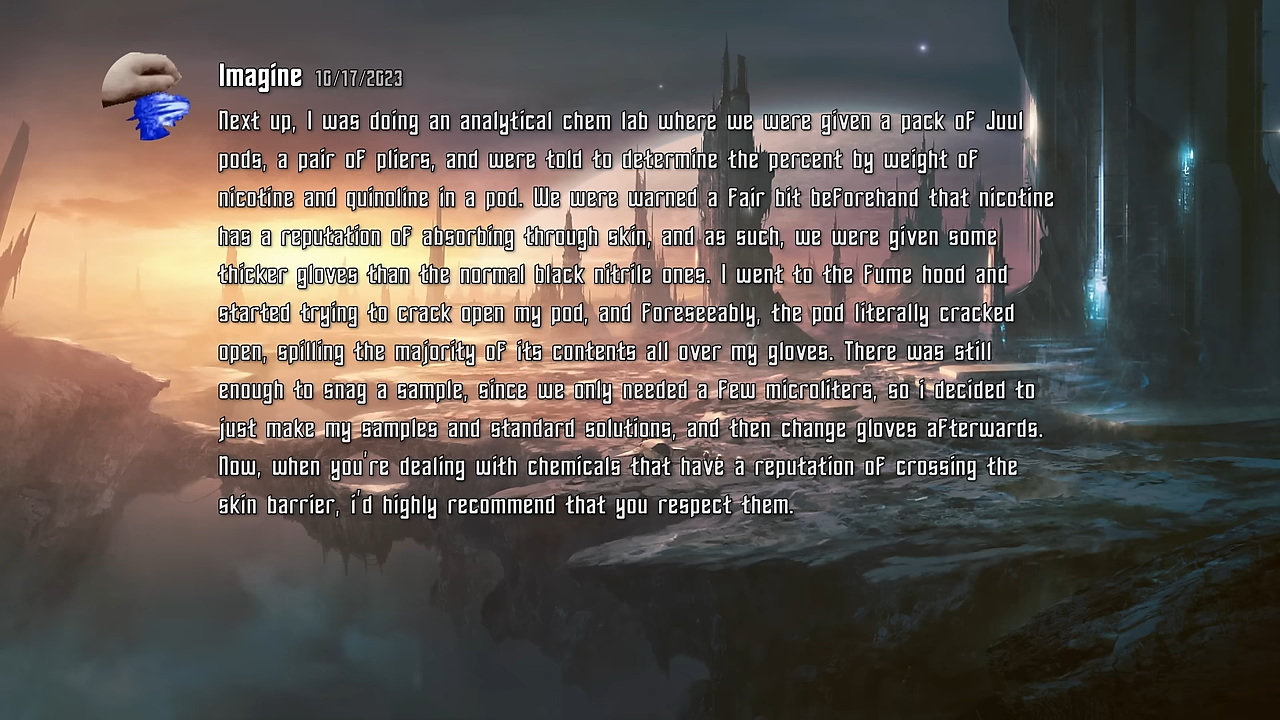 Imagine 10/17/2023
Next up, I was doing an analytical chem lab where we were given a pack of Juul
pods, a pair of pliers, and were told to determine the percent by weight of
nicotine and quinoline in a pod. We were warned a fair bit beforehand that nicotine
has a reputation of absorbing through skin, and as such, we were given some
thicker gloves than the normal black nitrile ones. I went to the fume hood and
started trying to crack open my pod, and foreseeably, the pod literally cracked
open, spilling the majority of its contents all over my gloves. There was still
enough to snag a sample, since we only needed a few microliters, so i decided to
just make my samples and standard solutions, and then change gloves afterwards.
Now, when you're dealing with chemicals that have a reputation of crossing the
skin barrier, i'd highly recommend that you respect them.